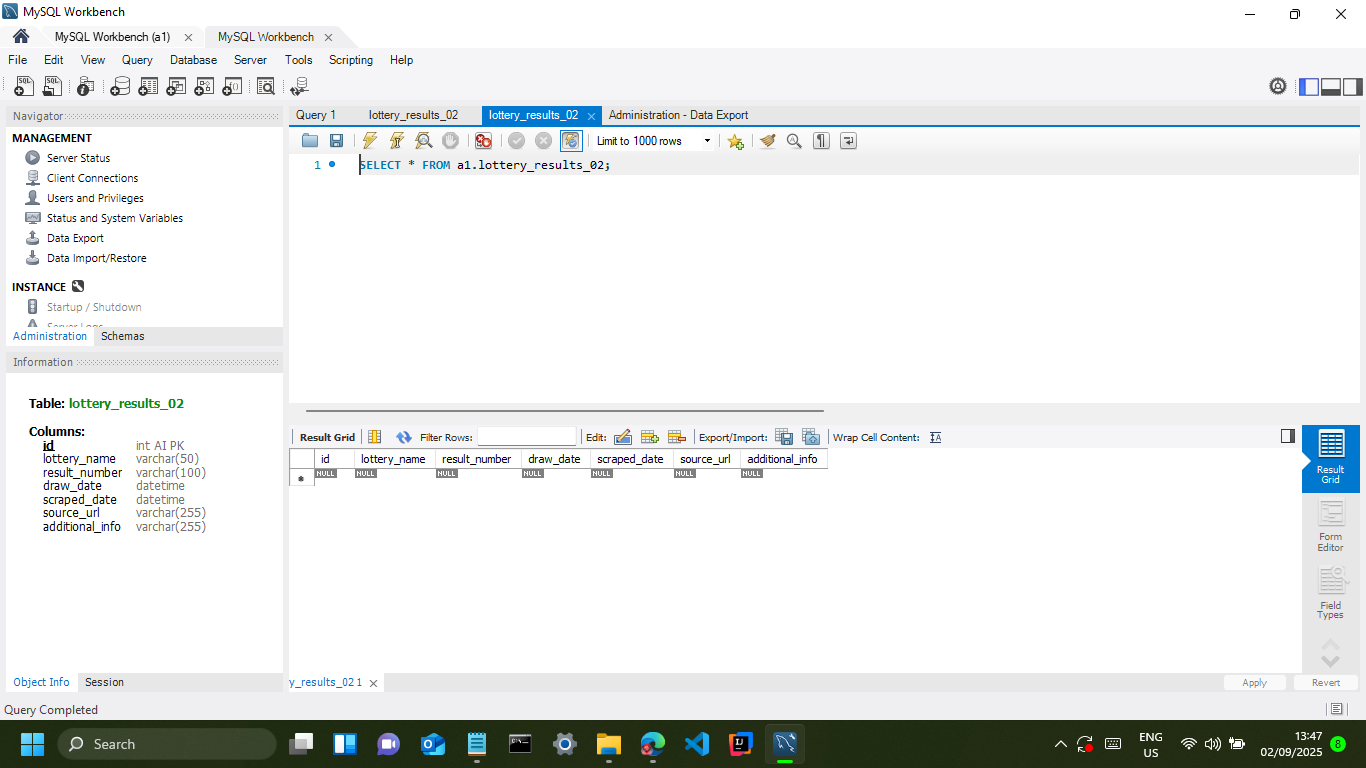 MySQL Workbench
MySQL Workbench (a1)
MySQL Workbench
File Edit View Query Database Server Tools Scripting Help
Navigator
MANAGEMENT
Server Status
Client Connections
Users and Privileges
Status and System Variables
Data Export
Data Import/Restore
INSTANCE
Startup / Shutdown
Server Logs
Administration Schemas
Information
Table: lottery_results_02
Columns:
id int AI PK
lottery_name varchar(50)
result_number varchar(100)
draw_date datetime
scraped_date datetime
source_url varchar(255)
additional_info varchar(255)
Object Info Session
Query 1 lottery_results_02 lottery_results_02 Administration - Data Export
Limit to 1000 rows
1 SELECT * FROM a1.lottery_results_02;
Result Grid Filter Rows: Edit: Export/Import: Wrap Cell Content:
id lottery_name result_number draw_date scraped_date source_url additional_info
NULL NULL NULL NULL NULL NULL NULL
Result Grid
Form Editor
Field Types
y_results_02 1
Apply Revert
Query Completed
Search
ENG
US
13:47
02/09/2025
8